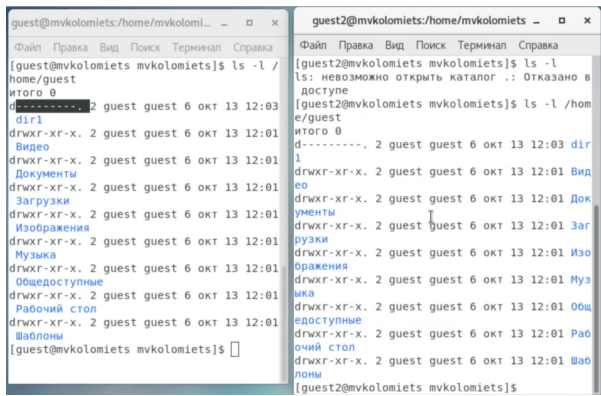 guest@mvkolomiets:/home/mvkolomi...
Файл Правка Вид Поиск Терминал Справка
[guest@mvkolomiets mvkolomiets]$ ls -l /
home/guest
итого 0
d---------. 2 guest guest 6 окт 13 12:03
dir1
drwxr-xr-x. 2 guest guest 6 окт 13 12:01
Видео
drwxr-xr-x. 2 guest guest 6 окт 13 12:01
Документы
drwxr-xr-x. 2 guest guest 6 окт 13 12:01
Загрузки
drwxr-xr-x. 2 guest guest 6 окт 13 12:01
Изображения
drwxr-xr-x. 2 guest guest 6 окт 13 12:01
Музыка
drwxr-xr-x. 2 guest guest 6 окт 13 12:01
Общедоступные
drwxr-xr-x. 2 guest guest 6 окт 13 12:01
Рабочий стол
drwxr-xr-x. 2 guest guest 6 окт 13 12:01
Шаблоны
[guest@mvkolomiets mvkolomiets]$
guest2@mvkolomiets:/home/mvkolomiets
Файл Правка Вид Поиск Терминал Справка
[guest2@mvkolomiets mvkolomiets]$ ls -l
ls: невозможно открыть каталог .: Отказано в
доступе
[guest2@mvkolomiets mvkolomiets]$ ls -l /hom
e/guest
итого 0
d---------. 2 guest guest 6 окт 13 12:03 dir
1
drwxr-xr-x. 2 guest guest 6 окт 13 12:01 Вид
ео
drwxr-xr-x. 2 guest guest 6 окт 13 12:01 Док
ументы
drwxr-xr-x. 2 guest guest 6 окт 13 12:01 Заг
рузки
drwxr-xr-x. 2 guest guest 6 окт 13 12:01 Изо
бражения
drwxr-xr-x. 2 guest guest 6 окт 13 12:01 Муз
ыка
drwxr-xr-x. 2 guest guest 6 окт 13 12:01 Общ
едоступные
drwxr-xr-x. 2 guest guest 6 окт 13 12:01 Раб
очий стол
drwxr-xr-x. 2 guest guest 6 окт 13 12:01 Шаб
лоны
[guest2@mvkolomiets mvkolomiets]$